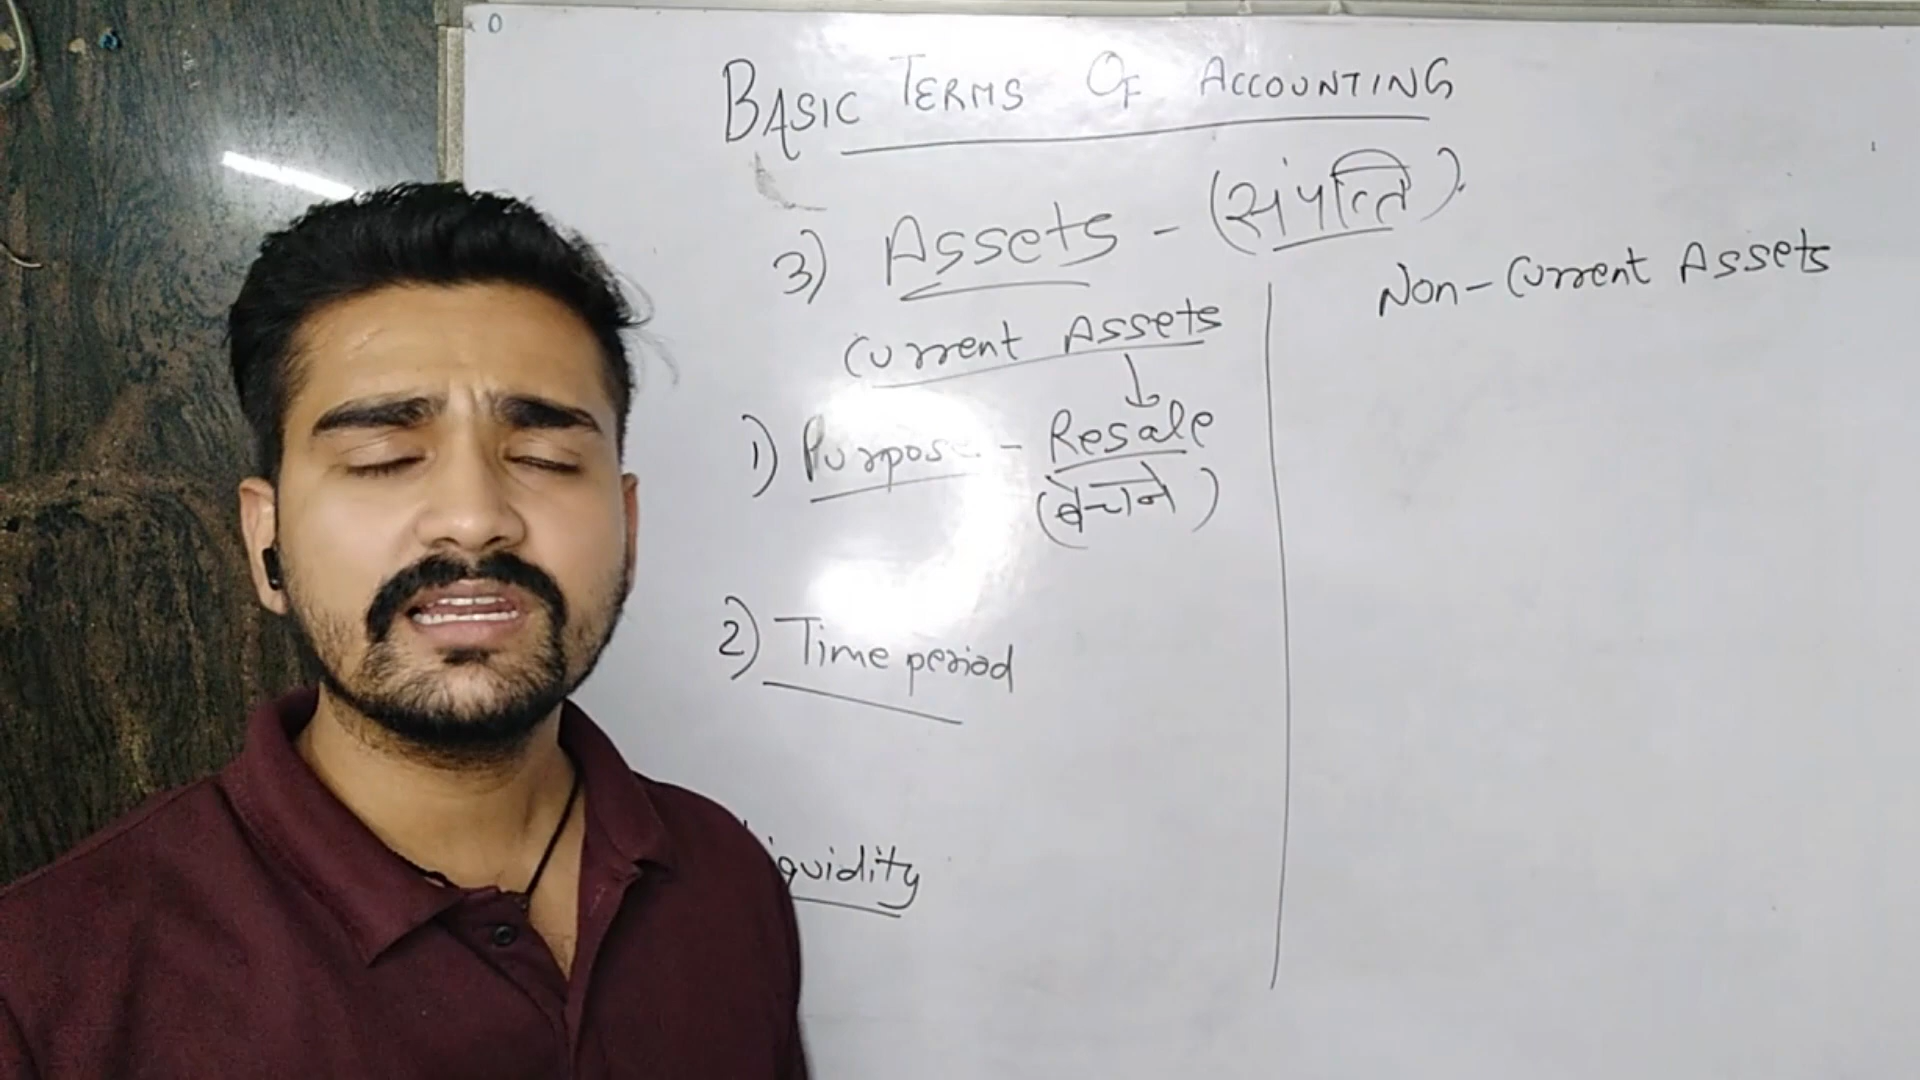 BASIC TERMS OF ACCOUNTING
3) Assets - (संपत्ति).
Current Assets
Non-Current Assets
1) Purpose - Resale
(बेचने)
2) Time period
iquidity